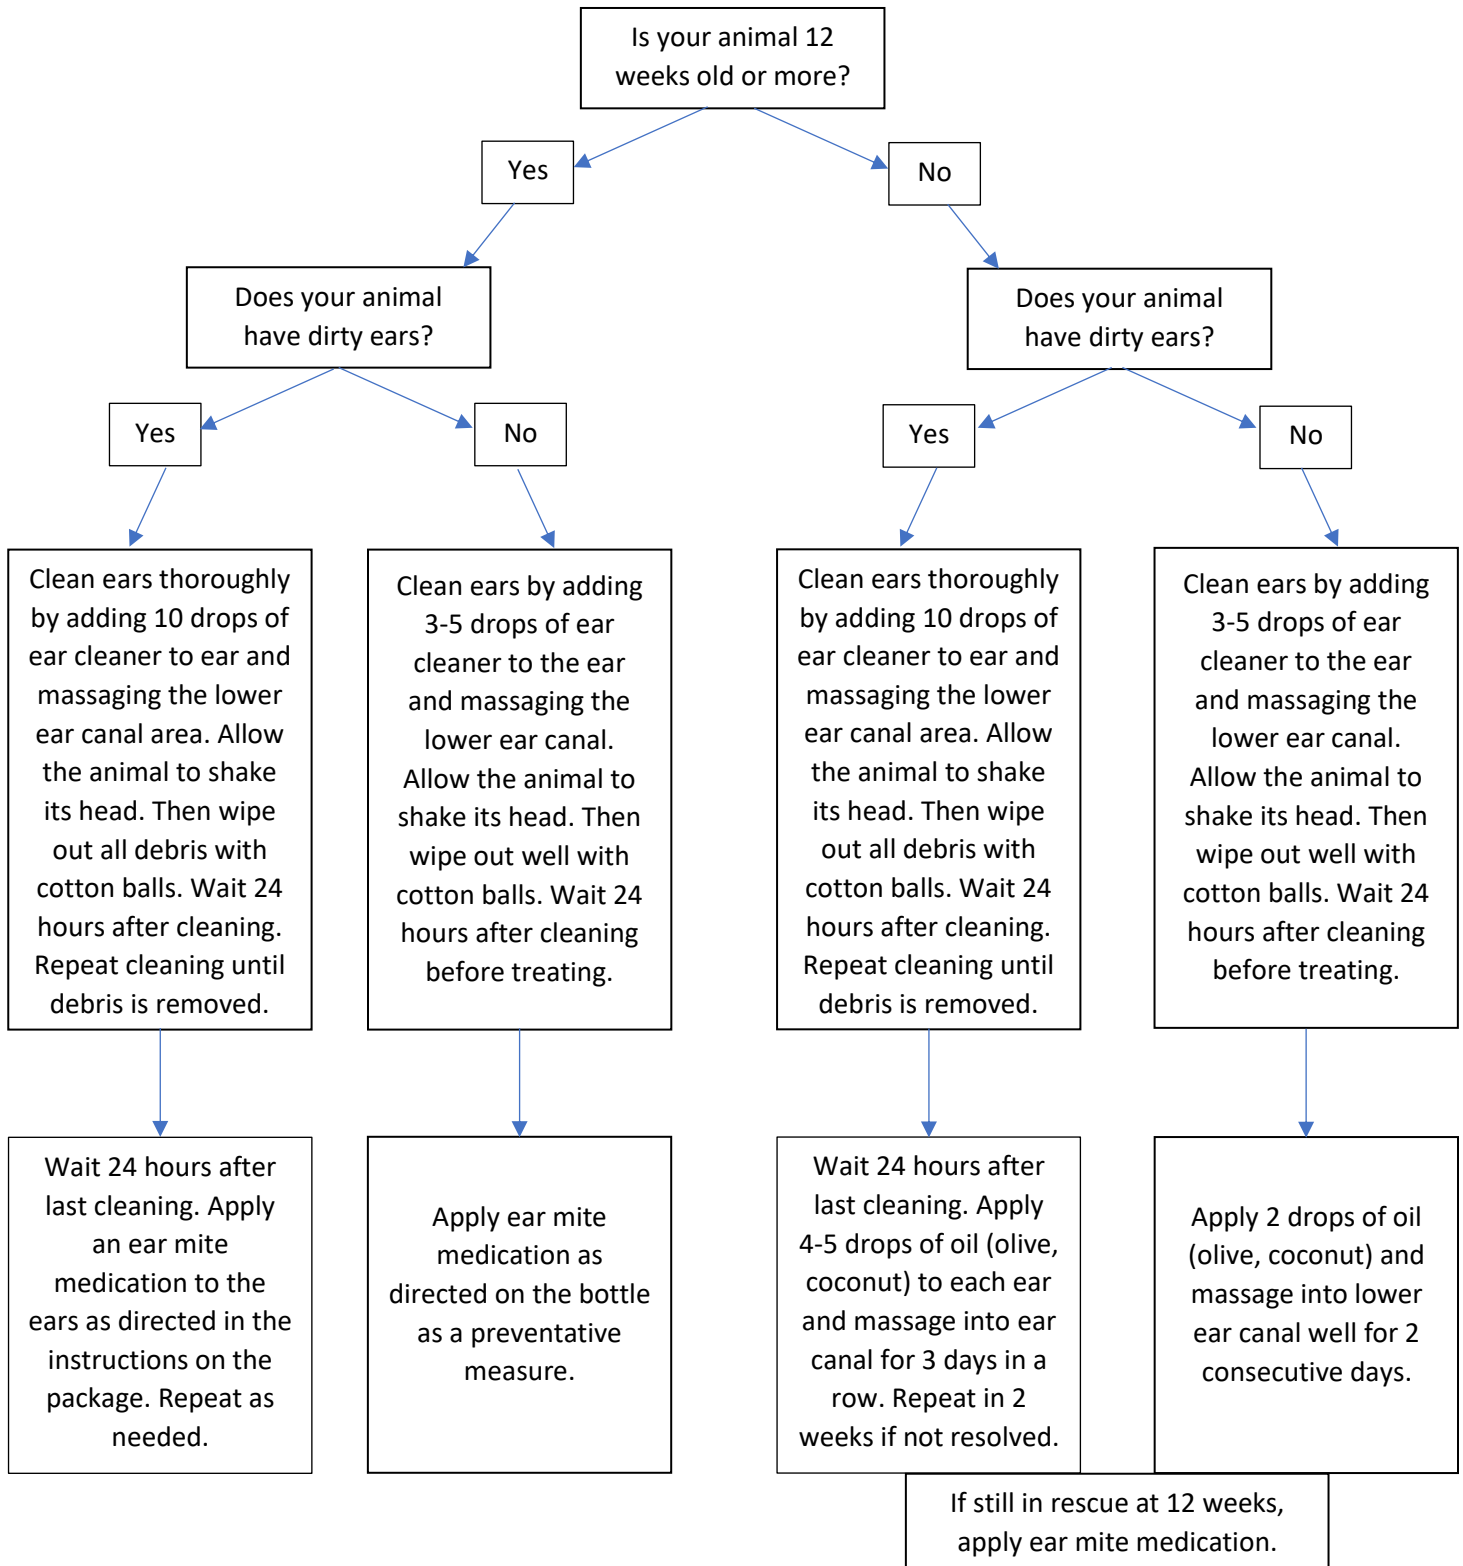 Is your animal 12
weeks old or more?
Yes
No
Does your animal
have dirty ears?
Does your animal
have dirty ears?
Yes
No
Yes
No
Clean ears thoroughly
by adding 10 drops of
ear cleaner to ear and
massaging the lower
ear canal area. Allow
the animal to shake
its head. Then wipe
out all debris with
cotton balls. Wait 24
hours after cleaning.
Repeat cleaning until
debris is removed.
Clean ears by adding
3-5 drops of ear
cleaner to the ear
and massaging the
lower ear canal.
Allow the animal to
shake its head. Then
wipe out well with
cotton balls. Wait 24
hours after cleaning
before treating.
Clean ears thoroughly
by adding 10 drops of
ear cleaner to ear and
massaging the lower
ear canal area. Allow
the animal to shake
its head. Then wipe
out all debris with
cotton balls. Wait 24
hours after cleaning.
Repeat cleaning until
debris is removed.
Clean ears by adding
3-5 drops of ear
cleaner to the ear
and massaging the
lower ear canal.
Allow the animal to
shake its head. Then
wipe out well with
cotton balls. Wait 24
hours after cleaning
before treating.
Wait 24 hours after
last cleaning. Apply
an ear mite
medication to the
ears as directed in the
instructions on the
package. Repeat as
needed.
Apply ear mite
medication as
directed on the bottle
as a preventative
measure.
Wait 24 hours after
last cleaning. Apply
4-5 drops of oil (olive,
coconut) to each ear
and massage into ear
canal for 3 days in a
row. Repeat in 2
weeks if not resolved.
Apply 2 drops of oil
(olive, coconut) and
massage into lower
ear canal well for 2
consecutive days.
If still in rescue at 12 weeks,
apply ear mite medication.